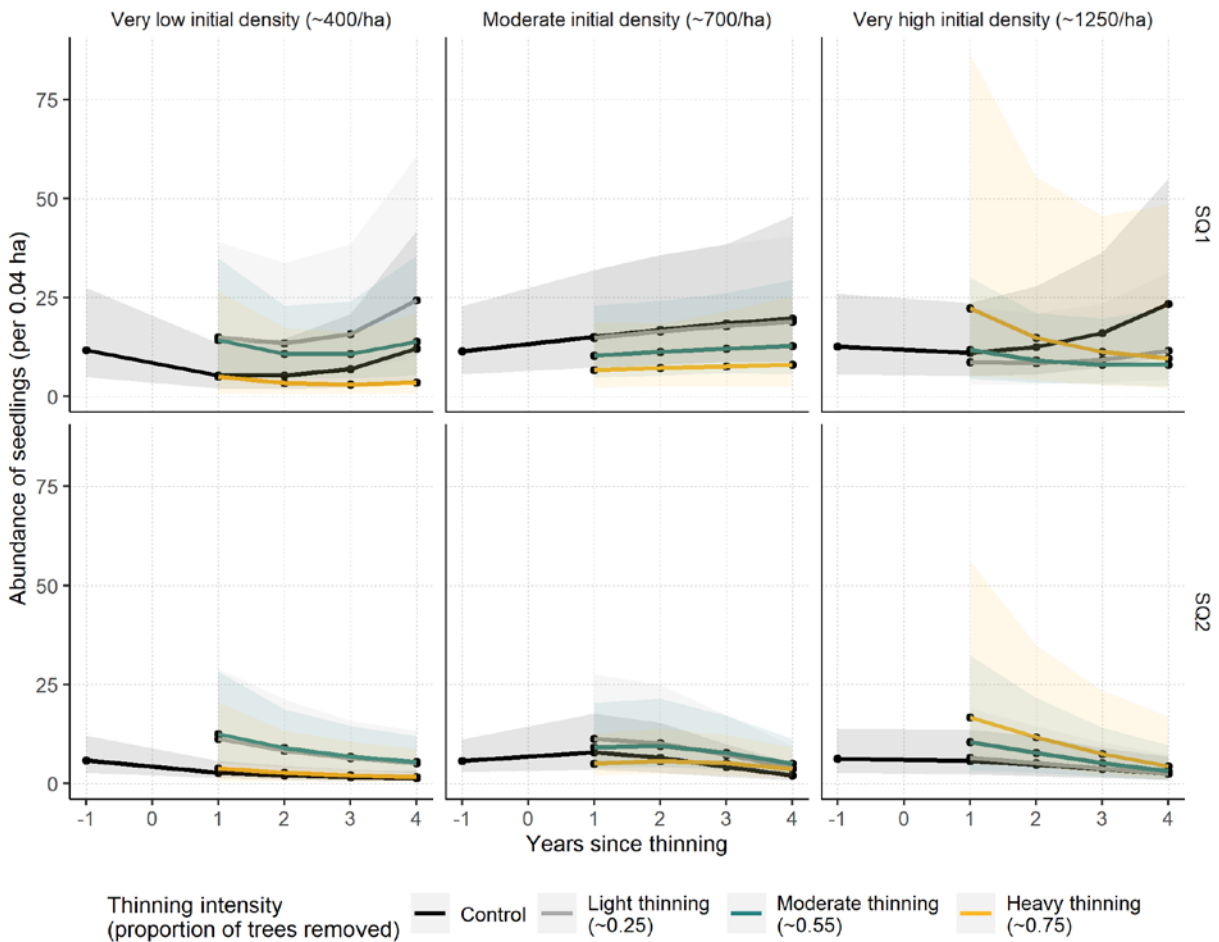 Very low initial density (~400/ha)
Moderate initial density (~700/ha)
Very high initial density (~1250/ha)
Abundance of seedlings (per 0.04 ha)
75
50
25
0
SQ1
75
50
25
0
SQ2
-1 0 1 2 3 4
-1 0 1 2 3 4
-1 0 1 2 3 4
Years since thinning
Thinning intensity
(proportion of trees removed)
Control
Light thinning
(~0.25)
Moderate thinning
(~0.55)
Heavy thinning
(~0.75)